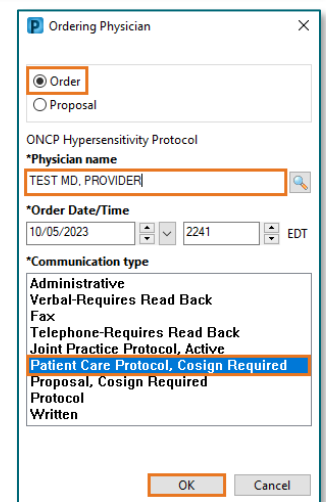 P Ordering Physician
Order
Proposal
ONCP Hypersensitivity Protocol
*Physician name
TEST MD, PROVIDER
*Order Date/Time
10/05/2023 2241 EDT
*Communication type
Administrative
Verbal-Requires Read Back
Fax
Telephone-Requires Read Back
Joint Practice Protocol, Active
Patient Care Protocol, Cosign Required
Proposal, Cosign Required
Protocol
Written
OK Cancel